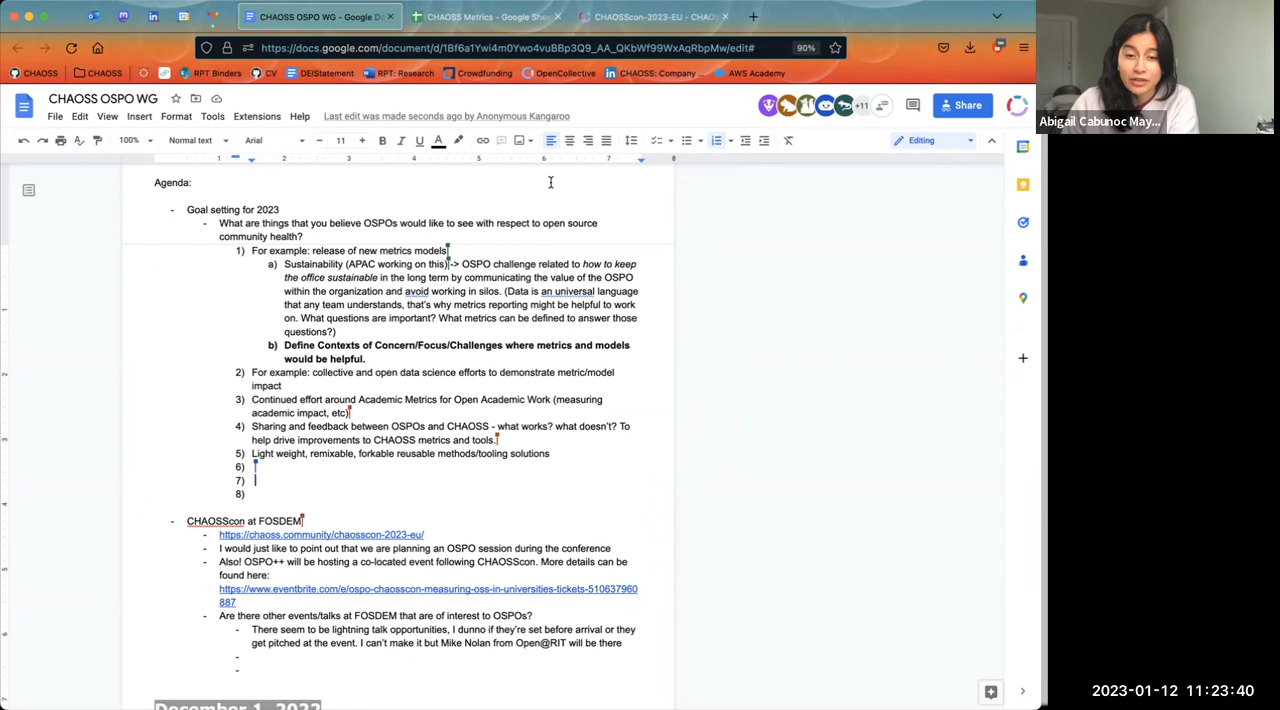 CHAOSS OSPO WG - Google Do
CHAOSS Metrics - Google She
CHAOSScon-2023-EU - CHAO
https://docs.google.com/document/d/1Bf6a1Ywi4m0Ywo4vuBBp3Q9_AA_QKbWf99WxAqRbpMw/edit#
90%
CHAOSS
CHAOSS
RPT Binders
CV
DEIStatement
RPT: Research
Crowdfunding
OpenCollective
CHAOSS: Company ...
AWS Academy
Abigail Cabunoc May...
CHAOSS OSPO WG
File Edit View Insert Format Tools Extensions Help Last edit was made seconds ago by Anonymous Kangaroo
+11
Share
100% Normal text Arial 11 Editing
1 2 3 4 5 6 7 8
Agenda:
- Goal setting for 2023
- What are things that you believe OSPOs would like to see with respect to open source
community health?
1) For example: release of new metrics models
a) Sustainability (APAC working on this) -> OSPO challenge related to how to keep
the office sustainable in the long term by communicating the value of the OSPO
within the organization and avoid working in silos. (Data is an universal language
that any team understands, that's why metrics reporting might be helpful to work
on. What questions are important? What metrics can be defined to answer those
questions?)
b) Define Contexts of Concern/Focus/Challenges where metrics and models
would be helpful.
2) For example: collective and open data science efforts to demonstrate metric/model
impact
3) Continued effort around Academic Metrics for Open Academic Work (measuring
academic impact, etc)
4) Sharing and feedback between OSPOs and CHAOSS - what works? what doesn't? To
help drive improvements to CHAOSS metrics and tools.
5) Light weight, remixable, forkable reusable methods/tooling solutions
6)
7)
8)
- CHAOSScon at FOSDEM
- https://chaoss.community/chaosscon-2023-eu/
- I would just like to point out that we are planning an OSPO session during the conference
- Also! OSPO++ will be hosting a co-located event following CHAOSScon. More details can be
found here:
https://www.eventbrite.com/e/ospo-chaosscon-measuring-oss-in-universities-tickets-510637960
887
- Are there other events/talks at FOSDEM that are of interest to OSPOs?
- There seem to be lightning talk opportunities, I dunno if they're set before arrival or they
get pitched at the event. I can't make it but Mike Nolan from Open@RIT will be there
-
-
December 1, 2022
2023-01-12 11:23:40